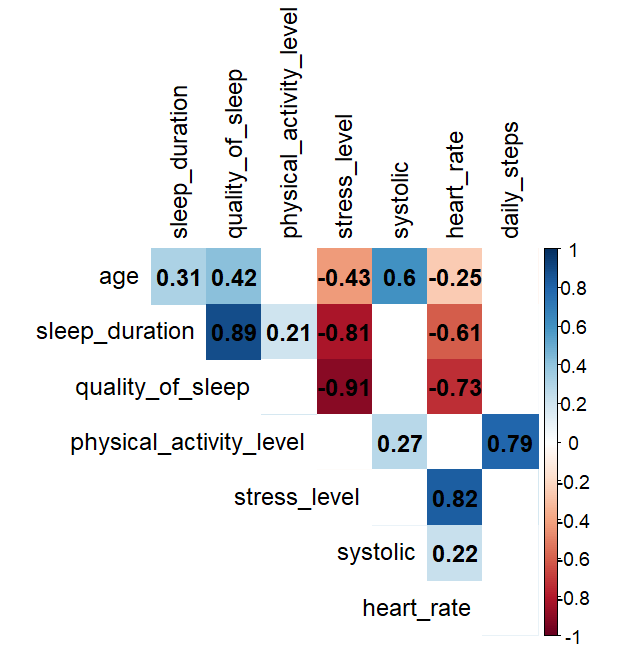 sleep_duration
quality_of_sleep
physical_activity_level
stress_level
systolic
heart_rate
daily_steps
age 0.31 0.42 -0.43 0.6 -0.25
sleep_duration 0.89 0.21 -0.81 -0.61
quality_of_sleep -0.91 -0.73
physical_activity_level 0.27 0.79
stress_level 0.82
systolic 0.22
heart_rate
1
0.8
0.6
0.4
0.2
0
-0.2
-0.4
-0.6
-0.8
-1